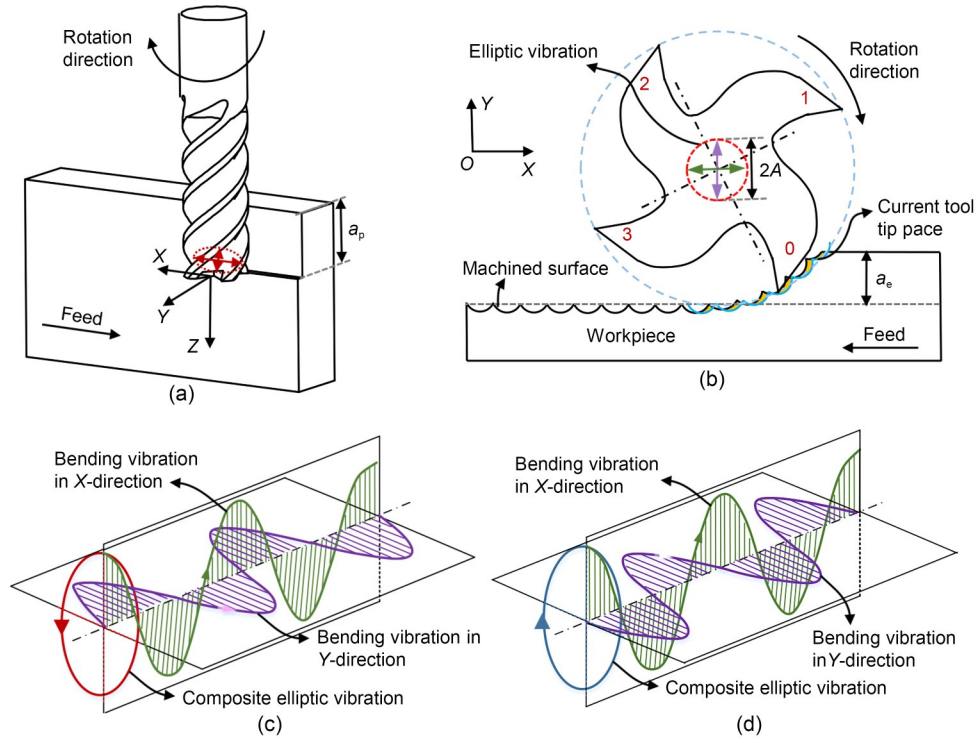 Rotation
direction
X
Y
Z
Feed
ap
(a)
Elliptic vibration
Y
O
X
2
1
2A
3
0
Rotation
direction
Current tool
tip pace
ae
Machined surface
Workpiece
Feed
(b)
Bending vibration
in X-direction
Bending vibration in
Y-direction
Composite elliptic vibration
(c)
Bending vibration
in X-direction
Bending vibration
inY-direction
Composite elliptic vibration
(d)